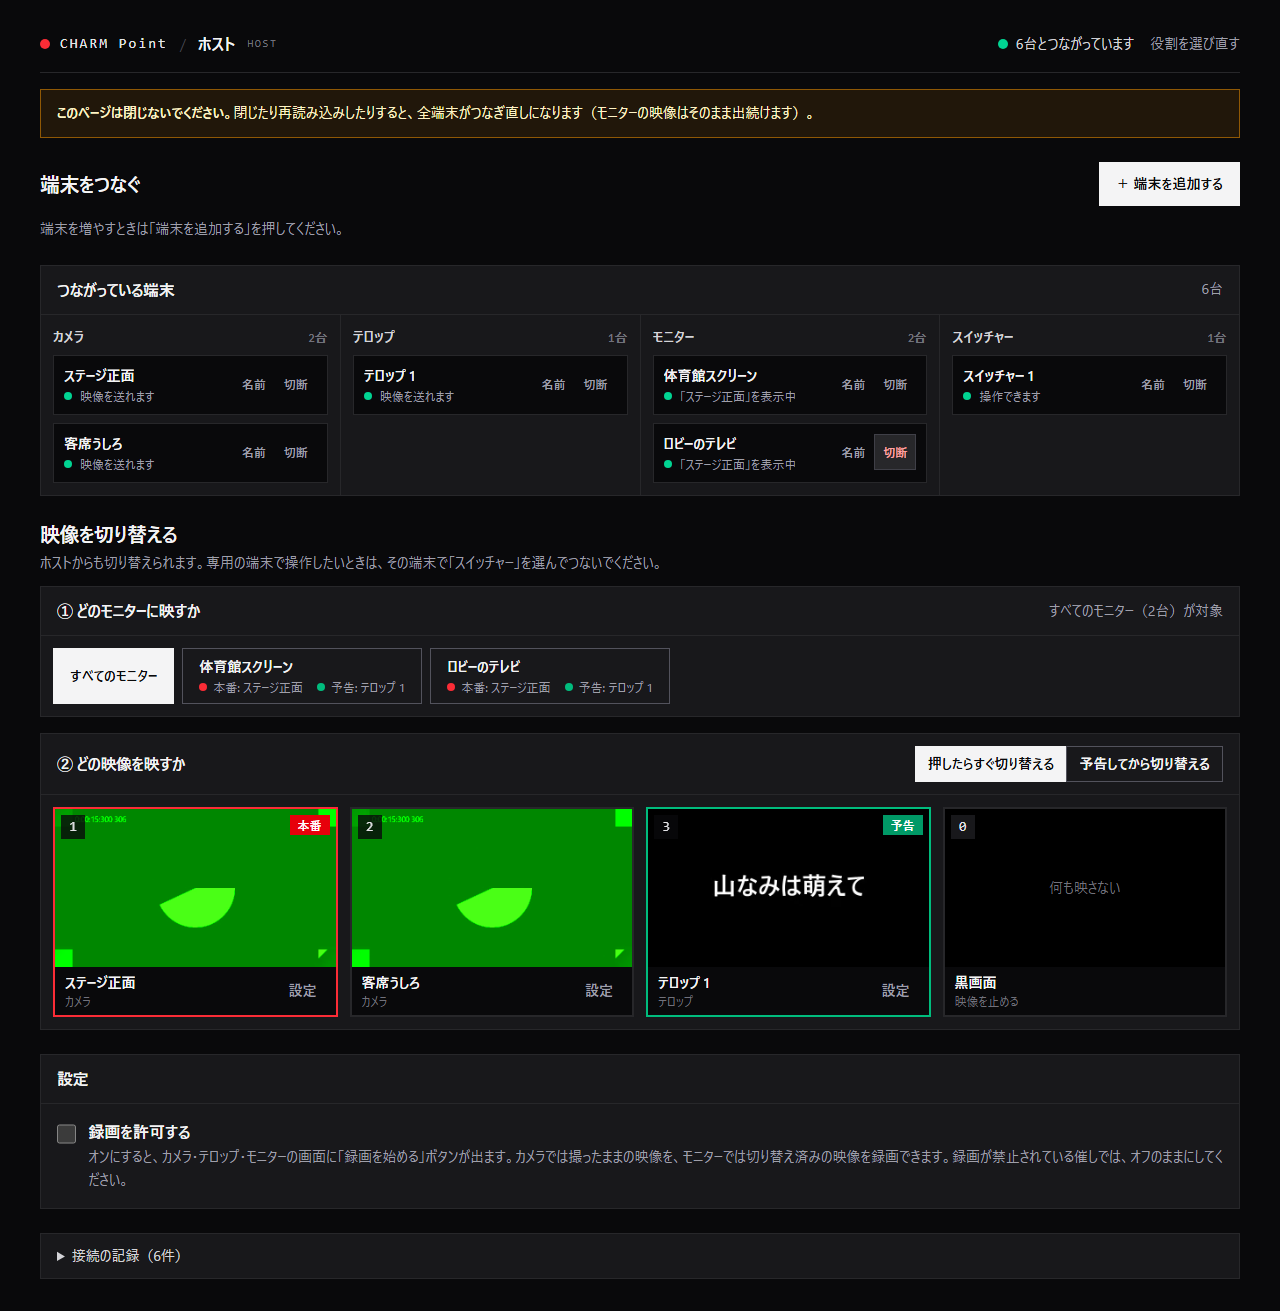 CHARM Point / ホスト HOST
6台とつながっています 役割を選び直す
このページは閉じないでください。閉じたり再読み込みしたりすると、全端末がつなぎ直しになります（モニターの映像はそのまま出続けます）。
端末をつなぐ
＋ 端末を追加する
端末を増やすときは「端末を追加する」を押してください。
つながっている端末 6台
カメラ 2台
ステージ正面
映像を送れます
名前 切断
客席うしろ
映像を送れます
名前 切断
テロップ 1台
テロップ 1
映像を送れます
名前 切断
モニター 2台
体育館スクリーン
「ステージ正面」を表示中
名前 切断
ロビーのテレビ
「ステージ正面」を表示中
名前 切断
スイッチャー 1台
スイッチャー 1
操作できます
名前 切断
映像を切り替える
ホストからも切り替えられます。専用の端末で操作したいときは、その端末で「スイッチャー」を選んでつないでください。
① どのモニターに映すか すべてのモニター（2台）が対象
すべてのモニター
体育館スクリーン
本番: ステージ正面 予告: テロップ 1
ロビーのテレビ
本番: ステージ正面 予告: テロップ 1
② どの映像を映すか
押したらすぐ切り替える 予告してから切り替える
1 0:15:300 306 本番
ステージ正面
カメラ
設定
2 0:15:300 306
客席うしろ
カメラ
設定
3 予告
山なみは萌えて
テロップ 1
テロップ
設定
0
何も映さない
黒画面
映像を止める
設定
録画を許可する
オンにすると、カメラ・テロップ・モニターの画面に「録画を始める」ボタンが出ます。カメラでは撮ったままの映像を、モニターでは切り替え済みの映像を録画できます。録画が禁止されている催しでは、オフのままにしてく
ださい。
▶ 接続の記録（6件）